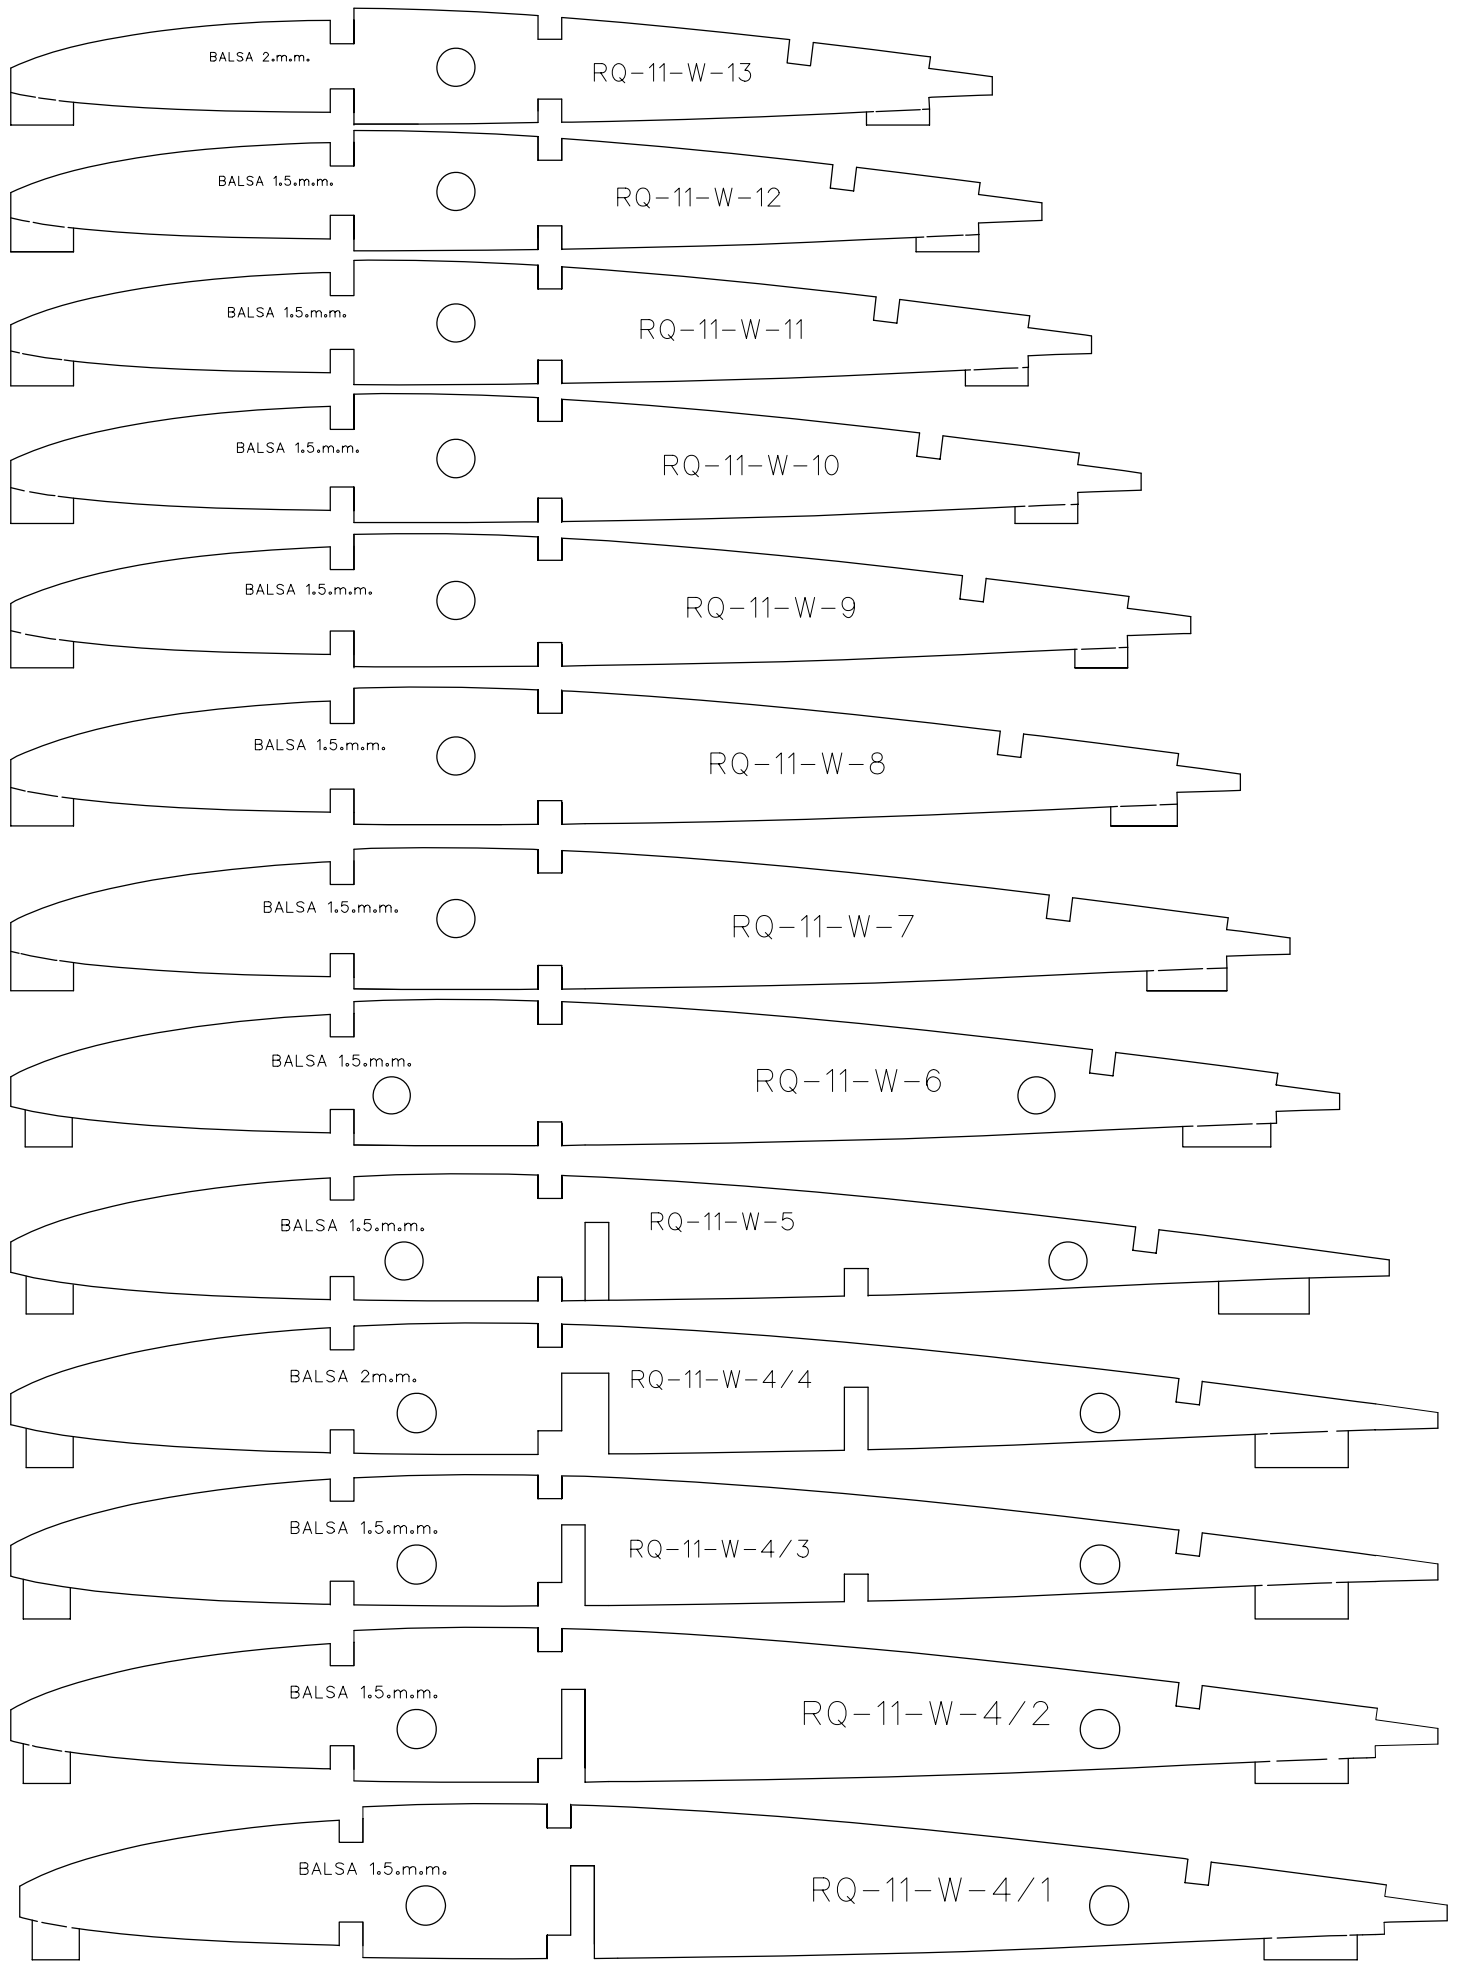 BALSA 2.m.m. RQ-11-W-13
BALSA 1.5.m.m. RQ-11-W-12
BALSA 1.5.m.m. RQ-11-W-11
BALSA 1.5.m.m. RQ-11-W-10
BALSA 1.5.m.m. RQ-11-W-9
BALSA 1.5.m.m. RQ-11-W-8
BALSA 1.5.m.m. RQ-11-W-7
BALSA 1.5.m.m. RQ-11-W-6
BALSA 1.5.m.m. RQ-11-W-5
BALSA 2m.m. RQ-11-W-4/4
BALSA 1.5.m.m. RQ-11-W-4/3
BALSA 1.5.m.m. RQ-11-W-4/2
BALSA 1.5.m.m. RQ-11-W-4/1